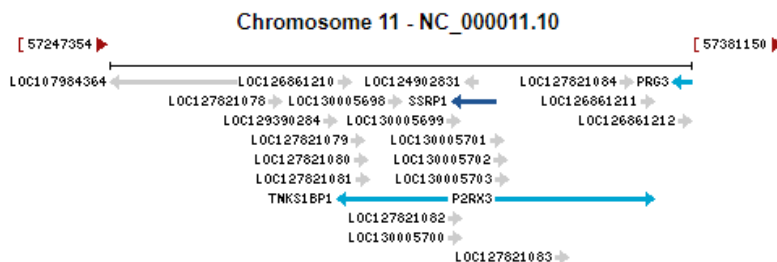 Chromosome 11 - NC_000011.10
[ 57247354 [ 57381150
LOC107984364 LOC126861210 LOC124902831 LOC127821084 PRG3
LOC127821078 LOC130005698 SSRP1 LOC126861211
LOC129390284 LOC130005699 LOC126861212
LOC127821079 LOC130005701
LOC127821080 LOC130005702
LOC127821081 LOC130005703
TNKS1BP1 P2RX3
LOC127821082
LOC130005700
LOC127821083